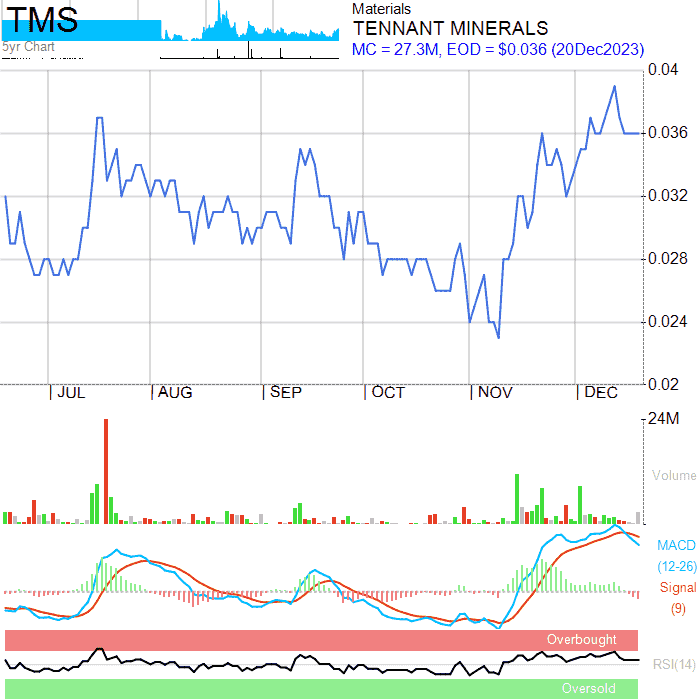 TMS
5yr Chart
Materials
TENNANT MINERALS
MC = 27.3M, EOD = $0.036 (20Dec2023)
0.04
0.036
0.032
0.028
0.024
0.02
JUL AUG SEP OCT NOV DEC
24M
Volume
MACD
(12-26)
Signal
(9)
Overbought
RSI(14)
Oversold